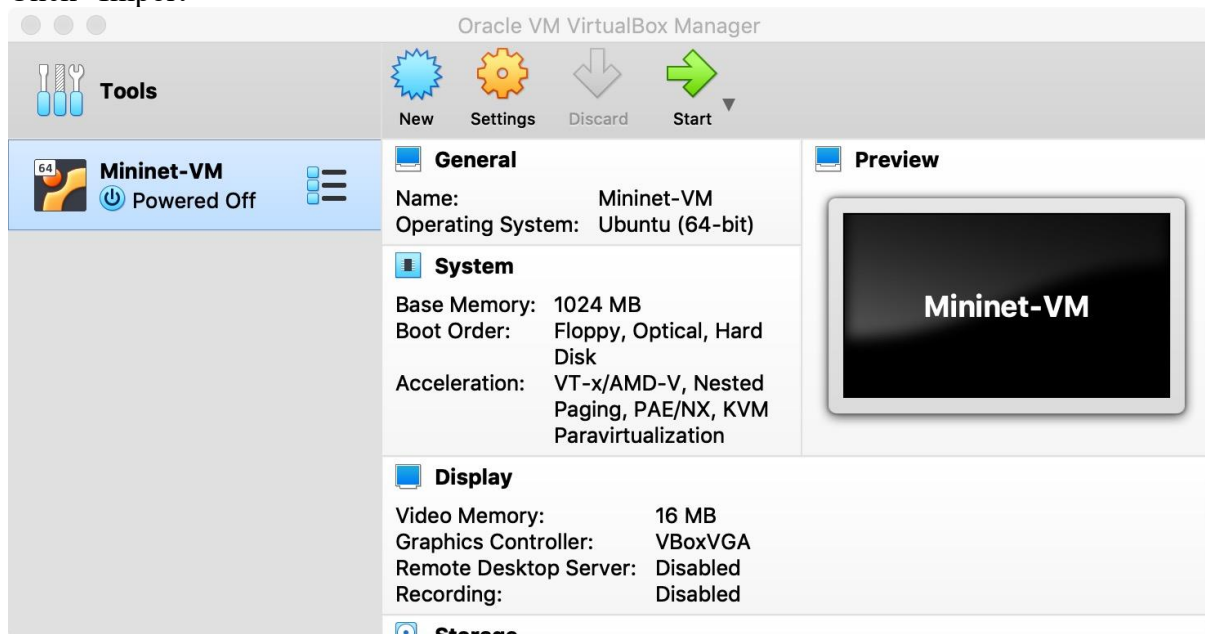 Oracle VM VirtualBox Manager
Tools
New Settings Discard Start
64
Mininet-VM
Powered Off
General
Name: Mininet-VM
Operating System: Ubuntu (64-bit)
System
Base Memory: 1024 MB
Boot Order: Floppy, Optical, Hard
Disk
Acceleration: VT-x/AMD-V, Nested
Paging, PAE/NX, KVM
Paravirtualization
Preview
Mininet-VM
Display
Video Memory: 16 MB
Graphics Controller: VBoxVGA
Remote Desktop Server: Disabled
Recording: Disabled
Storage